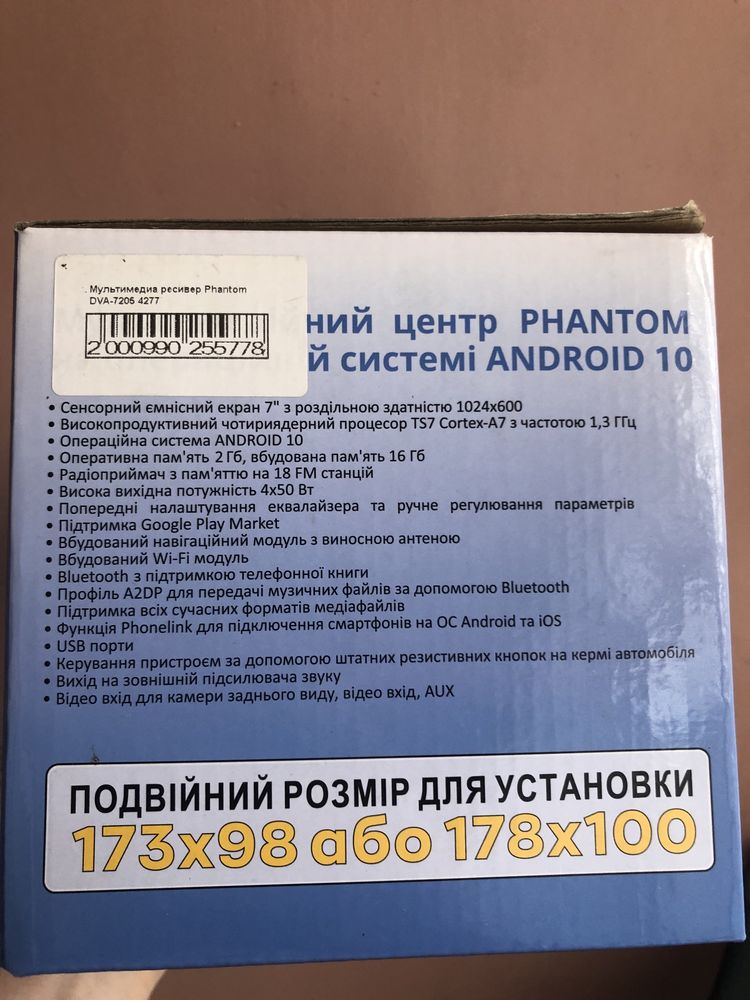 . Мультимедиа ресивер Phantom
DVA-7206 4277
2 000990 255778
ний центр PHANTOM
й системі ANDROID 10
• Сенсорний ємнісний екран 7" з роздільною здатністю 1024x600
• Високопродуктивний чотириядерний процесор TS7 Cortex-A7 з частотою 1,3 ГГц
• Операційна система ANDROID 10
• Оперативна пам'ять 2 Гб, вбудована пам'ять 16 Гб
• Радіоприймач з пам'яттю на 18 FM станцій
• Висока вихідна потужність 4x50 Вт
• Попередні налаштування еквалайзера та ручне регулювання параметрів
• Підтримка Google Play Market
• Вбудований навігаційний модуль з виносною антеною
• Вбудований Wi-Fi модуль
• Bluetooth з підтримкою телефонної книги
• Профіль A2DP для передачі музичних файлів за допомогою Bluetooth
• Підтримка всіх сучасних форматів медіафайлів
• Функція Phonelink для підключення смартфонів на ОС Android та iOS
• USB порти
• Керування пристроєм за допомогою штатних резистивних кнопок на кермі автомобіля
• Вихід на зовнішній підсилювача звуку
• Відео вхід для камери заднього виду, відео вхід, AUX
ПОДВІЙНИЙ РОЗМІР ДЛЯ УСТАНОВКИ
173x98 або 178x100